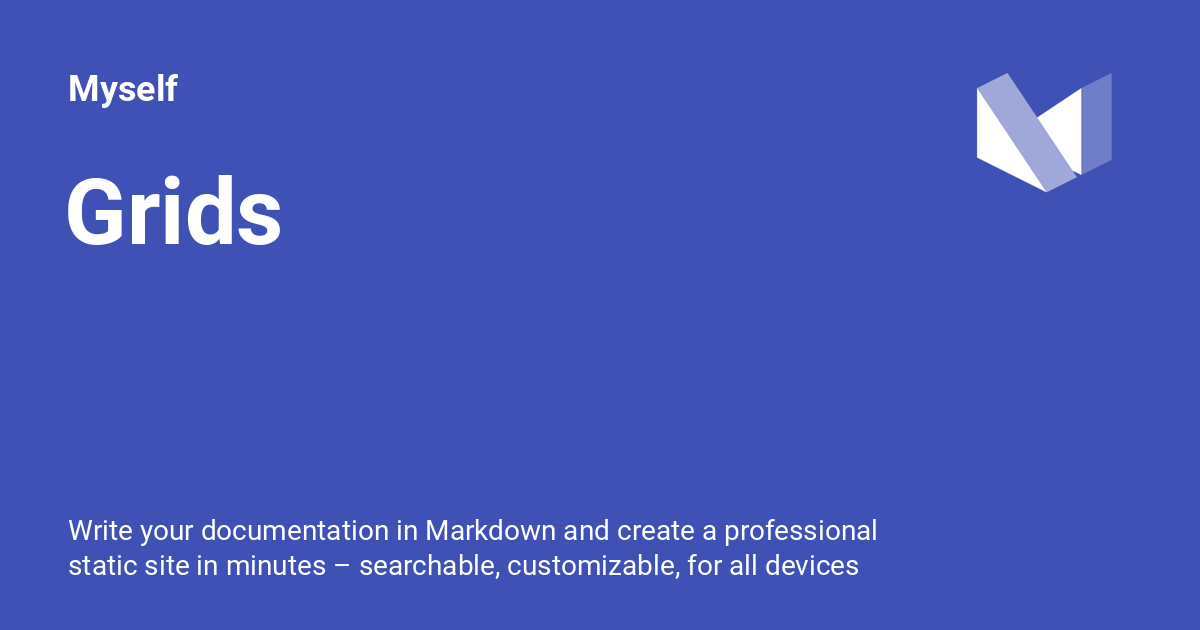 Myself
Grids
Write your documentation in Markdown and create a professional
static site in minutes – searchable, customizable, for all devices